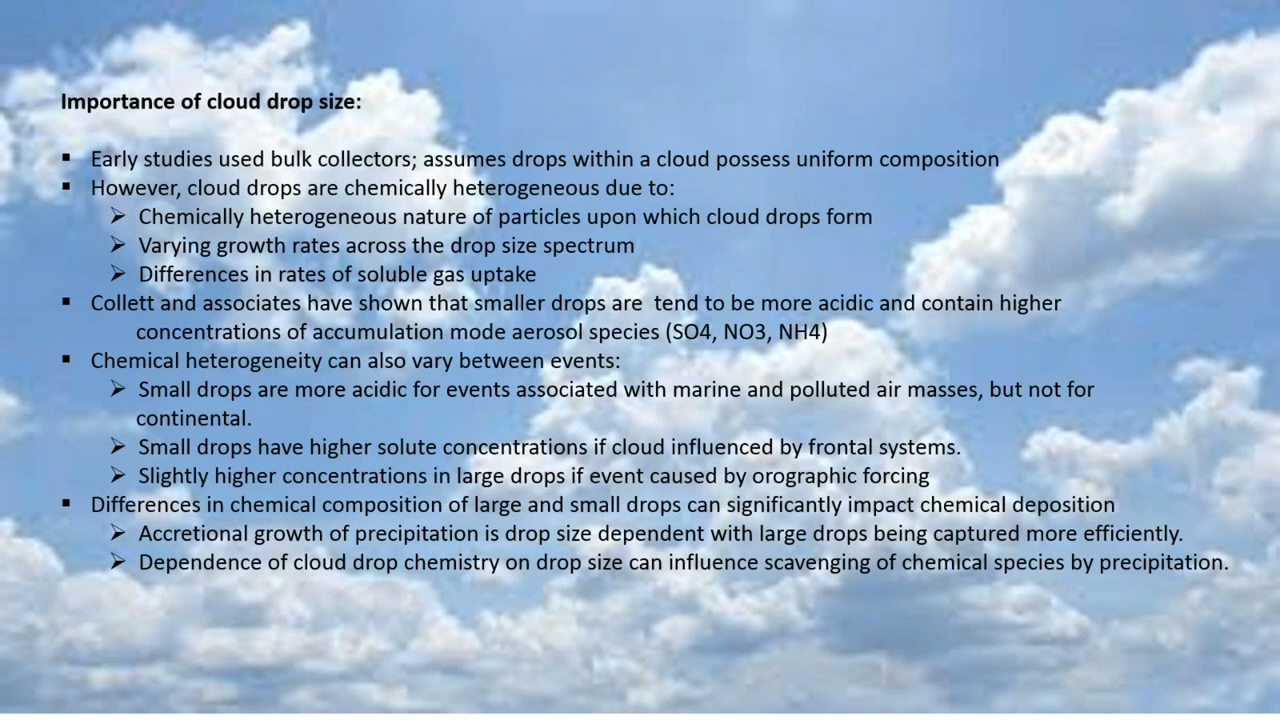 Importance of cloud drop size:
▪ Early studies used bulk collectors; assumes drops within a cloud possess uniform composition
▪ However, cloud drops are chemically heterogeneous due to:
➢ Chemically heterogeneous nature of particles upon which cloud drops form
➢ Varying growth rates across the drop size spectrum
➢ Differences in rates of soluble gas uptake
▪ Collett and associates have shown that smaller drops are  tend to be more acidic and contain higher
concentrations of accumulation mode aerosol species (SO4, NO3, NH4)
▪ Chemical heterogeneity can also vary between events:
➢ Small drops are more acidic for events associated with marine and polluted air masses, but not for
continental.
➢ Small drops have higher solute concentrations if cloud influenced by frontal systems.
➢ Slightly higher concentrations in large drops if event caused by orographic forcing
▪ Differences in chemical composition of large and small drops can significantly impact chemical deposition
➢ Accretional growth of precipitation is drop size dependent with large drops being captured more efficiently.
➢ Dependence of cloud drop chemistry on drop size can influence scavenging of chemical species by precipitation.